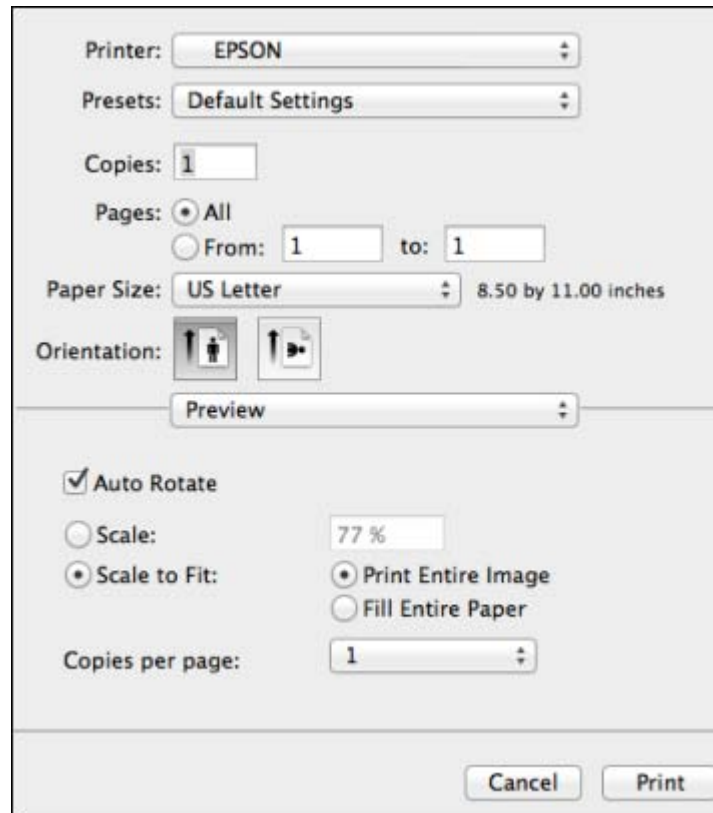 Printer: EPSON
Presets: Default Settings
Copies: 1
Pages: All
From: 1 to: 1
Paper Size: US Letter 8.50 by 11.00 inches
Orientation:
Preview
Auto Rotate
Scale: 77 %
Scale to Fit: Print Entire Image
Fill Entire Paper
Copies per page: 1
Cancel Print